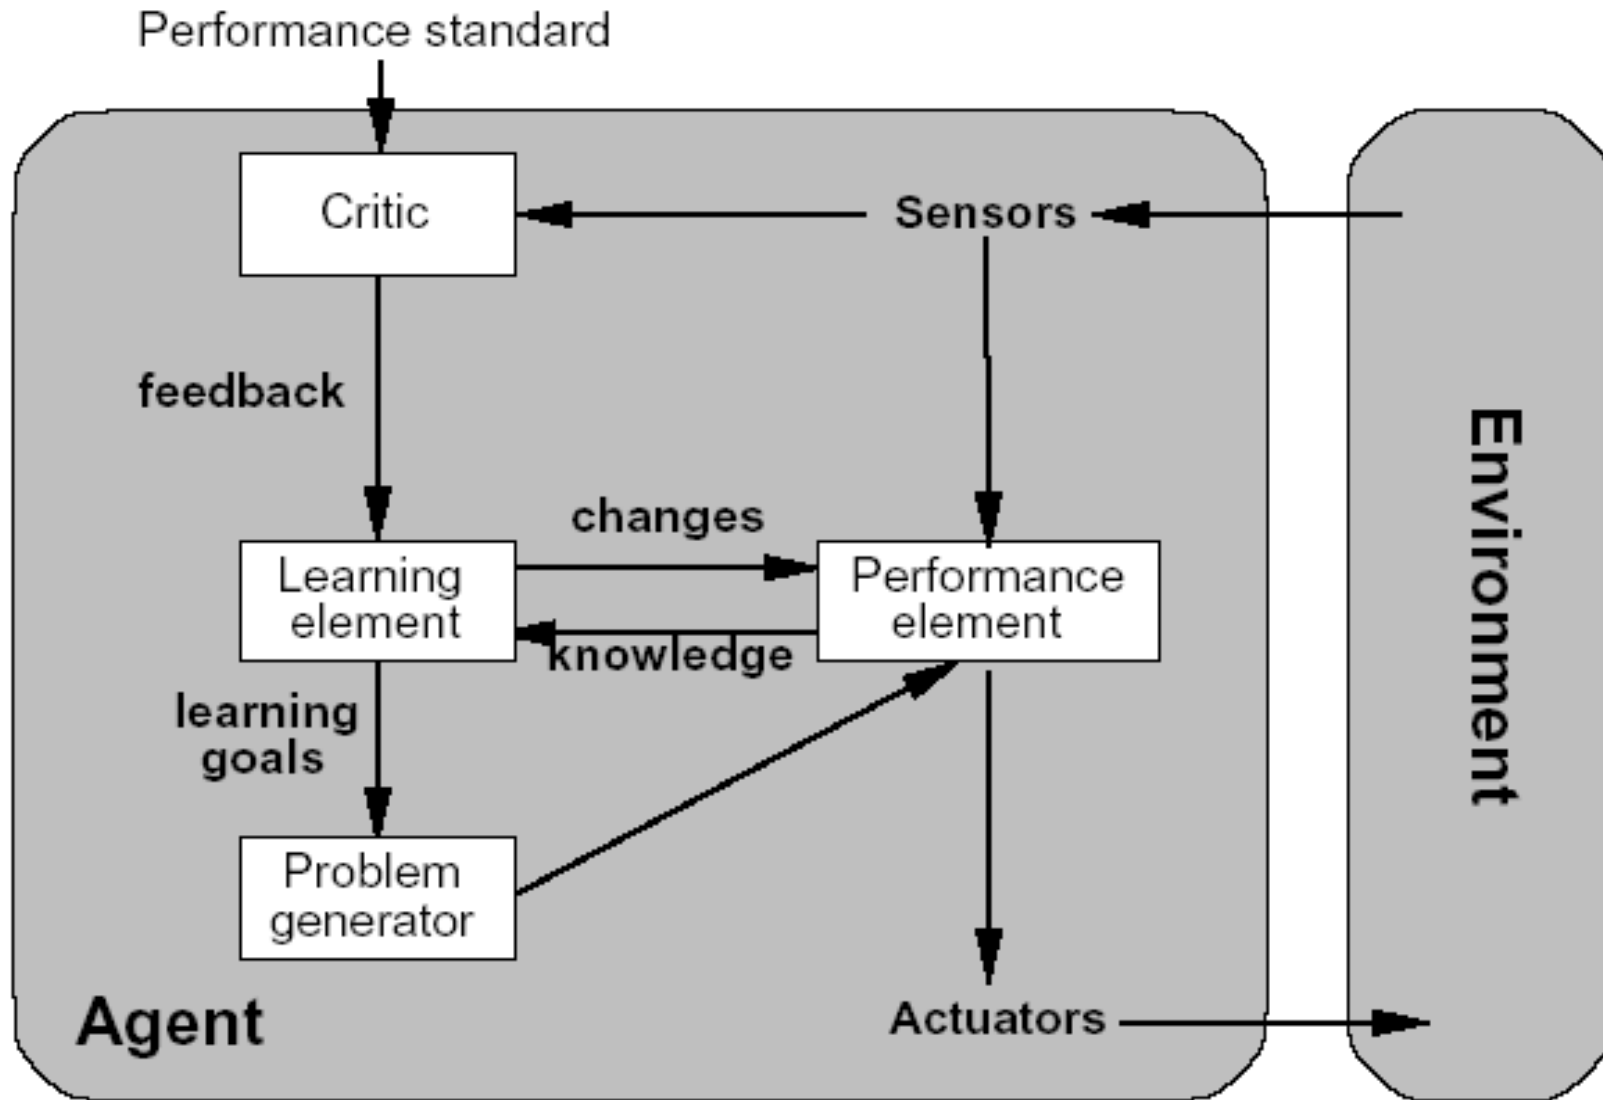 Performance standard
Critic
Sensors
feedback
changes
Learning
element
Performance
element
knowledge
learning
goals
Problem
generator
Agent
Actuators
Environment